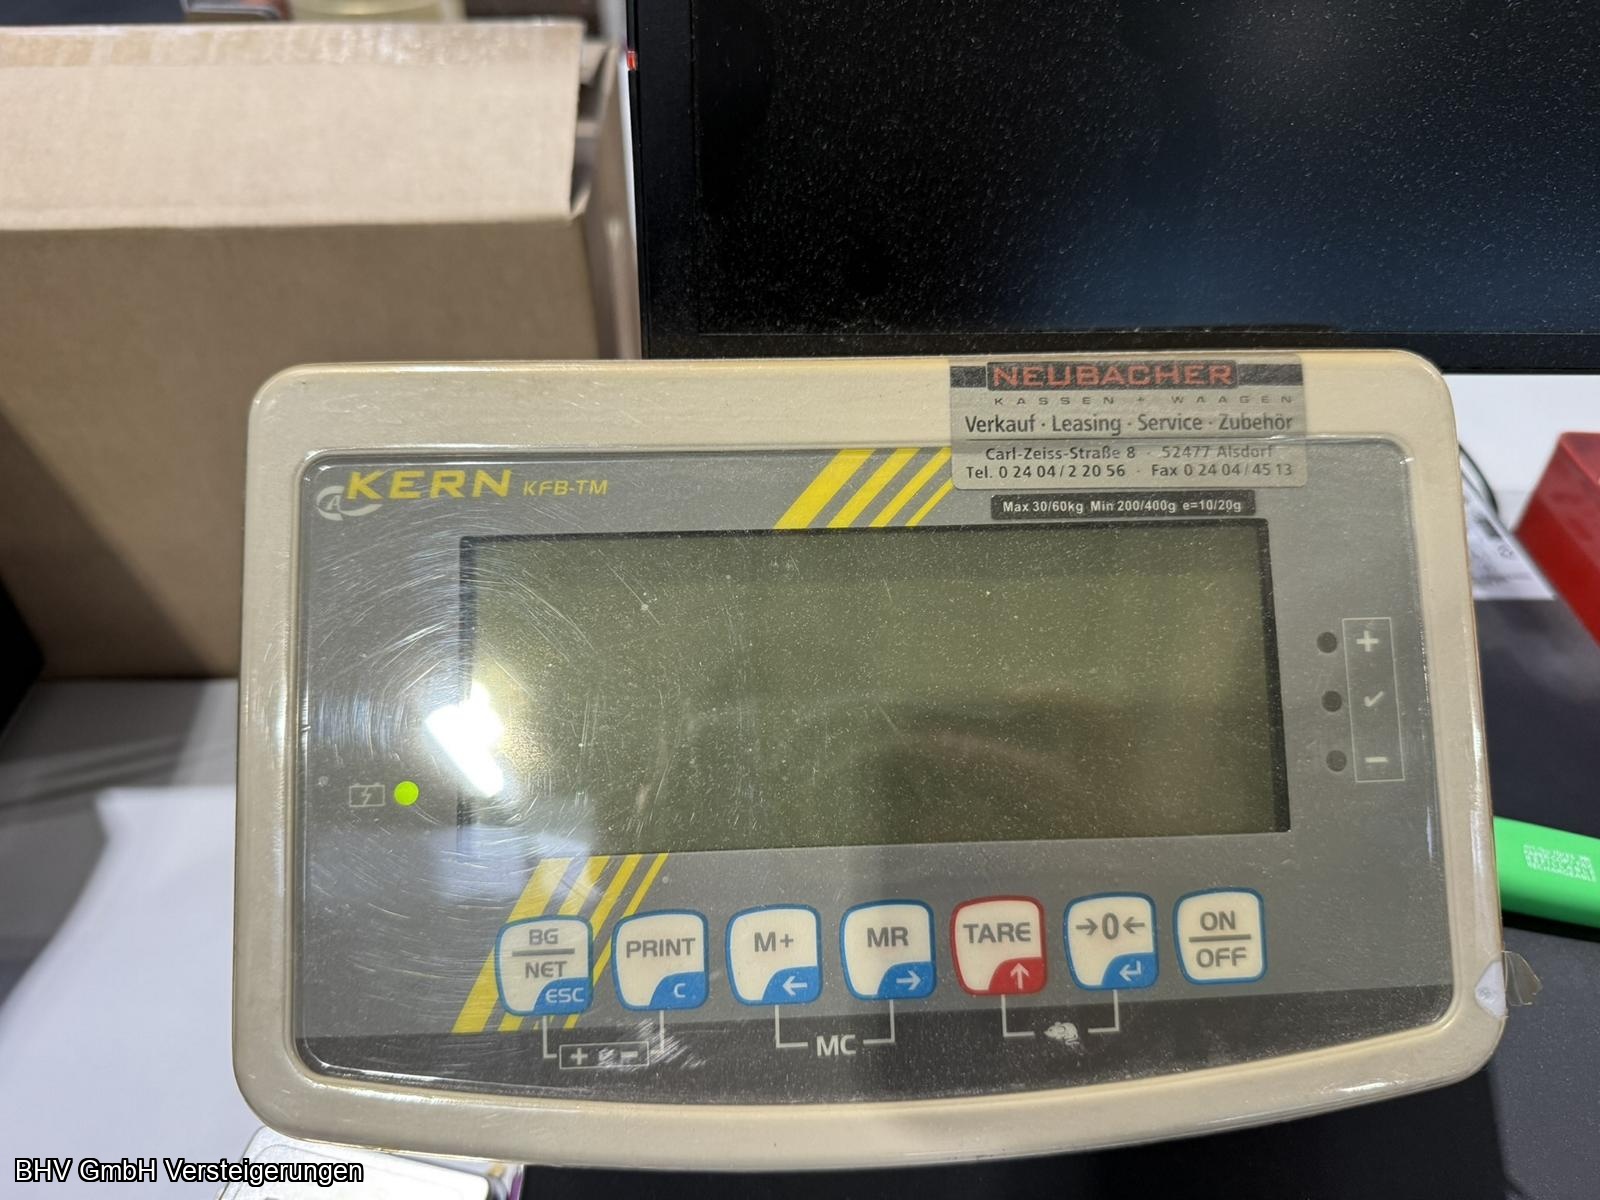 NEUBACHER
KASSEN + WAAGEN
Verkauf · Leasing · Service · Zubehör
Carl-Zeiss-Straße 8 · 52477 Alsdorf
Tel. 0 24 04 / 2 20 56 · Fax 0 24 04 / 45 13
KERN KFB-TM
Max 30/60kg Min 200/400g e=10/20g
+
✓
−
BG
NET
ESC
PRINT
C
M+
←
MR
→
TARE
↑
→0←
↵
ON
OFF
+ ✓ −
MC
BHV GmbH Versteigerungen